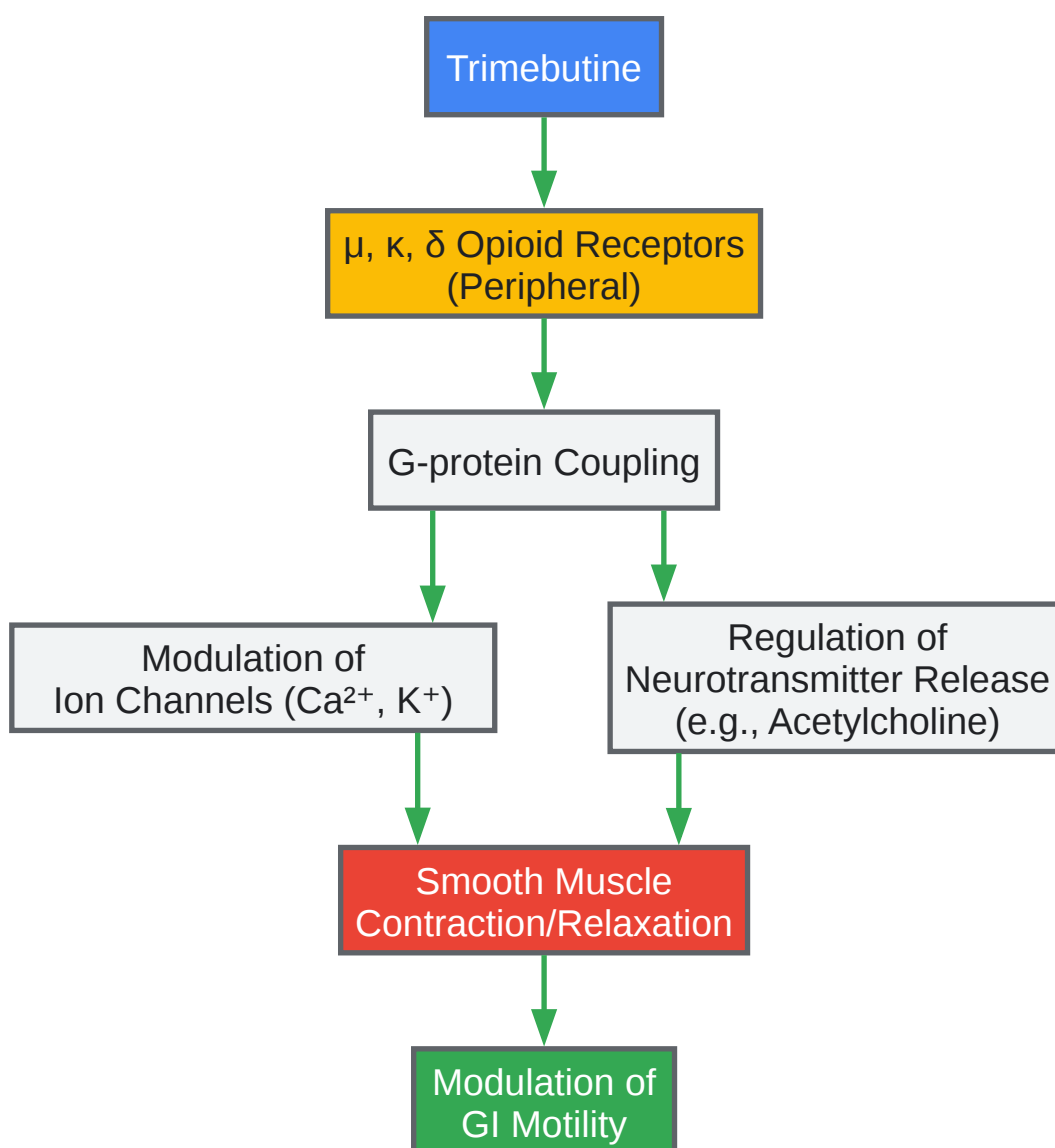 Trimebutine
μ, κ, δ Opioid Receptors
(Peripheral)
G-protein Coupling
Modulation of
Ion Channels (Ca²⁺, K⁺)
Regulation of
Neurotransmitter Release
(e.g., Acetylcholine)
Smooth Muscle
Contraction/Relaxation
Modulation of
GI Motility